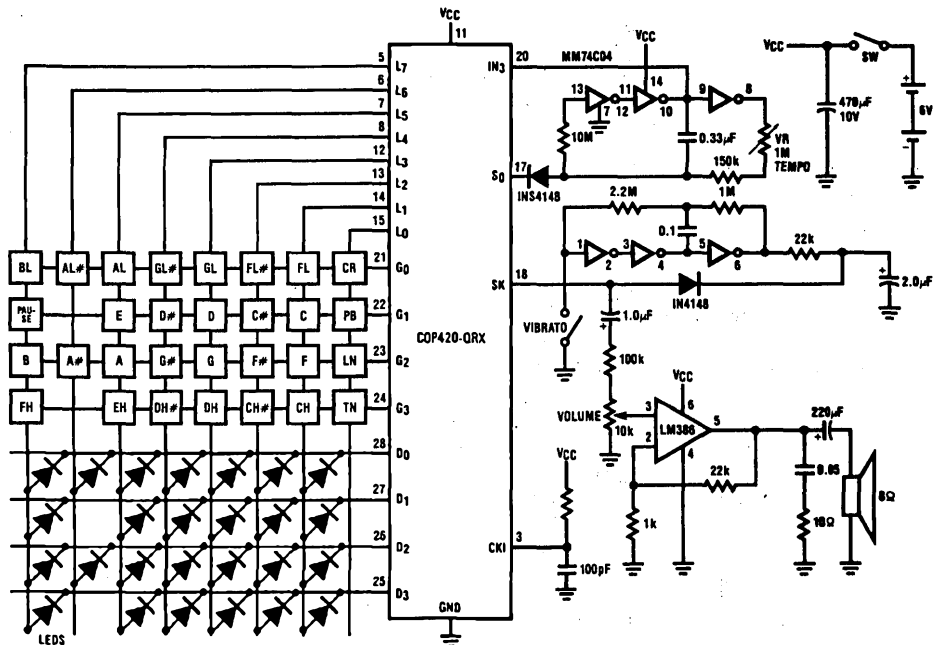 VCC
11
5
L7
6
L6
7
L5
8
L4
12
L3
13
L2
14
L1
15
L0
BL
AL#
AL
GL#
GL
FL#
FL
CR
21
G0
PAU-
SE
E
D#
D
C#
C
PB
22
G1
B
A#
A
G#
G
F#
F
LN
23
G2
FH
EH
DH#
DH
CH#
CH
TN
24
G3
28
D0
27
D1
26
D2
25
D3
LEDS
COP420-QRX
GND
20
IN3
MM74C04
VCC
14
13
11
9
8
7
12
10
10M
0.33µF
VR
1M
TEMPO
150k
17
S0
INS4148
2.2M
1M
0.1
1
2
3
4
5
6
22k
2.0µF
+
18
SK
IN4148
VIBRATO
1.0µF
+
100k
VOLUME
10k
VCC
3
6
LM386
5
2
4
22k
1k
220µF
+
0.05
8Ω
VCC
3
CKI
100pF
VCC
SW
470µF
10V
+
+
6V
−